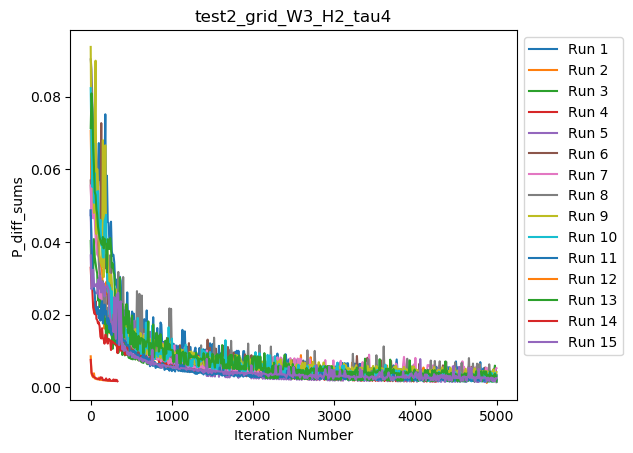 test2_grid_W3_H2_tau4
P_diff_sums
0.08
0.06
0.04
0.02
0.00
0 1000 2000 3000 4000 5000
Iteration Number
Run 1
Run 2
Run 3
Run 4
Run 5
Run 6
Run 7
Run 8
Run 9
Run 10
Run 11
Run 12
Run 13
Run 14
Run 15